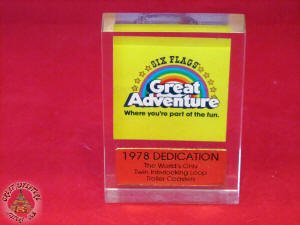 SIX FLAGS
Great
Adventure
Where you're part of the fun.
1978 DEDICATION
The World's Only
Twin Interlocking Loop
Roller Coasters